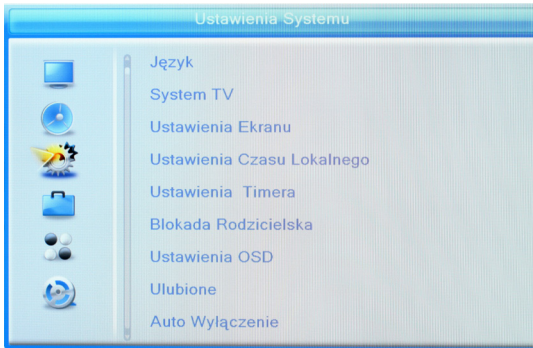 Ustawienia Systemu
Język
System TV
Ustawienia Ekranu
Ustawienia Czasu Lokalnego
Ustawienia Timera
Blokada Rodzicielska
Ustawienia OSD
Ulubione
Auto Wyłączenie